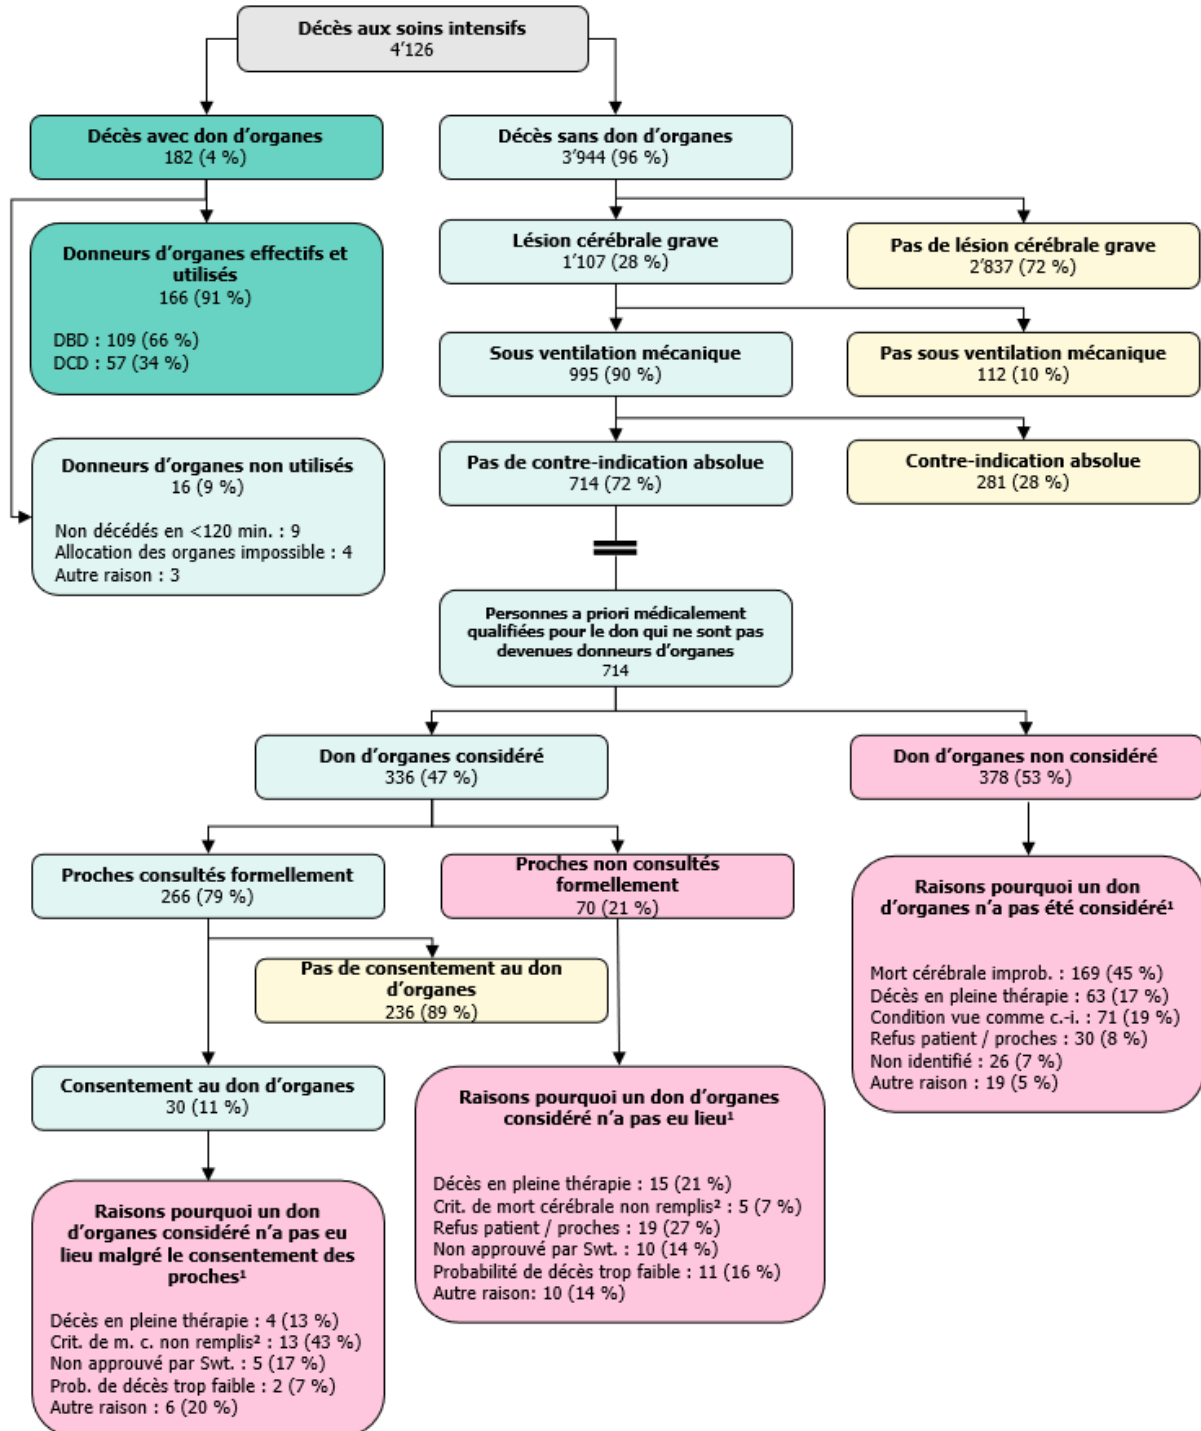 Décès aux soins intensifs
4’126
Décès avec don d’organes
182 (4 %)
Décès sans don d’organes
3’944 (96 %)
Donneurs d’organes effectifs et
utilisés
166 (91 %)
DBD : 109 (66 %)
DCD : 57 (34 %)
Lésion cérébrale grave
1’107 (28 %)
Pas de lésion cérébrale grave
2’837 (72 %)
Sous ventilation mécanique
995 (90 %)
Pas sous ventilation mécanique
112 (10 %)
Donneurs d’organes non utilisés
16 (9 %)
Non décédés en <120 min. : 9
Allocation des organes impossible : 4
Autre raison : 3
Pas de contre-indication absolue
714 (72 %)
Contre-indication absolue
281 (28 %)
Personnes a priori médicalement
qualifiées pour le don qui ne sont pas
devenues donneurs d’organes
714
Don d’organes considéré
336 (47 %)
Don d’organes non considéré
378 (53 %)
Proches consultés formellement
266 (79 %)
Proches non consultés
formellement
70 (21 %)
Raisons pourquoi un don
d’organes n’a pas été considéré¹
Mort cérébrale improb. : 169 (45 %)
Décès en pleine thérapie : 63 (17 %)
Condition vue comme c.-i. : 71 (19 %)
Refus patient / proches : 30 (8 %)
Non identifié : 26 (7 %)
Autre raison : 19 (5 %)
Pas de consentement au don
d’organes
236 (89 %)
Consentement au don d’organes
30 (11 %)
Raisons pourquoi un don d’organes
considéré n’a pas eu lieu¹
Décès en pleine thérapie : 15 (21 %)
Crit. de mort cérébrale non remplis² : 5 (7 %)
Refus patient / proches : 19 (27 %)
Non approuvé par Swt. : 10 (14 %)
Probabilité de décès trop faible : 11 (16 %)
Autre raison: 10 (14 %)
Raisons pourquoi un don
d’organes considéré n’a pas eu
lieu malgré le consentement des
proches¹
Décès en pleine thérapie : 4 (13 %)
Crit. de m. c. non remplis² : 13 (43 %)
Non approuvé par Swt. : 5 (17 %)
Prob. de décès trop faible : 2 (7 %)
Autre raison : 6 (20 %)